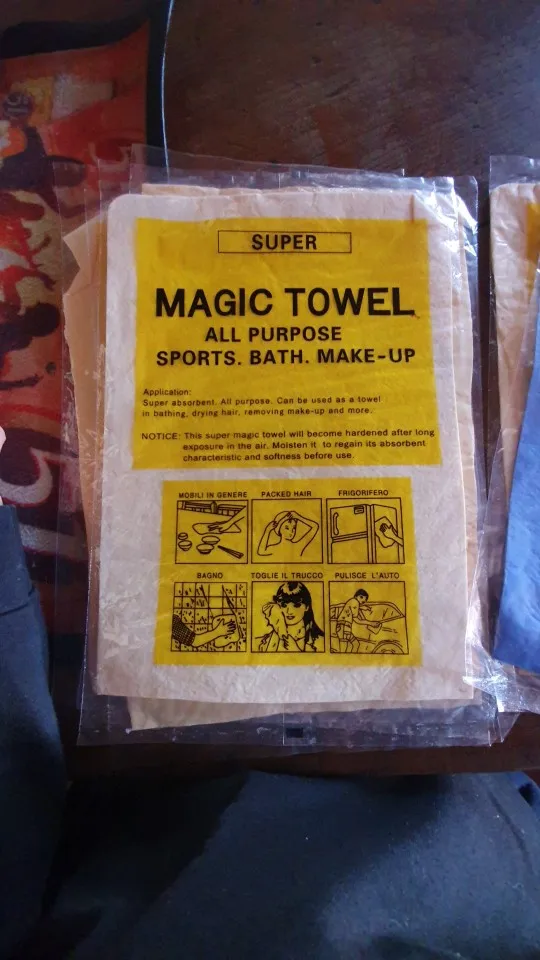 SUPER
MAGIC TOWEL
ALL PURPOSE
SPORTS. BATH. MAKE-UP
Application:
Super absorbent. All purpose. Can be used as a towel
in bathing, drying hair, removing make-up and more.
NOTICE: This super magic towel will become hardened after long
exposure in the air. Moisten it to regain its absorbent
characteristic and softness before use.
MOBILI IN GENERE PACKED HAIR FRIGORIFERO
BAGNO TOGLIE IL TRUCCO PULISCE L'AUTO